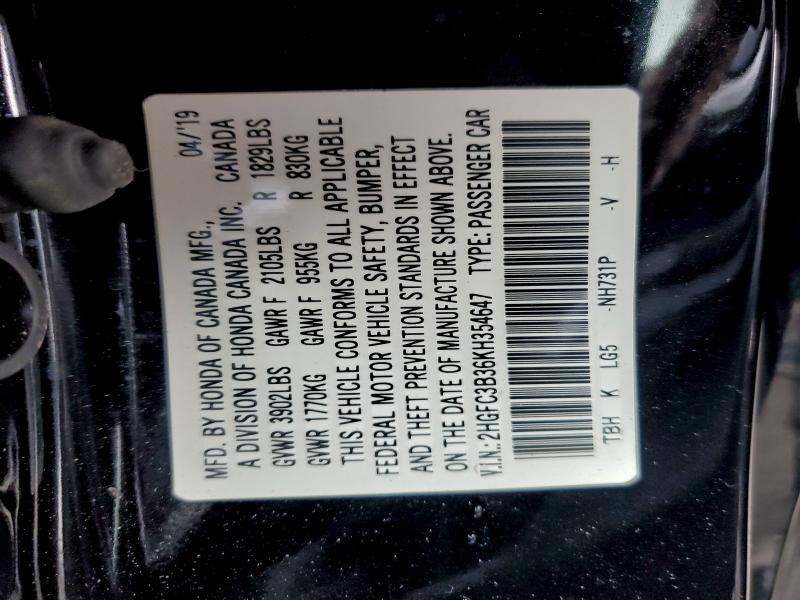 MFD. BY HONDA OF CANADA MFG., 04/'19
A DIVISION OF HONDA CANADA INC. CANADA
GVWR 3902LBS GAWR F 2105LBS R 1829LBS
GVWR 1770KG GAWR F 955KG R 830KG
THIS VEHICLE CONFORMS TO ALL APPLICABLE
FEDERAL MOTOR VEHICLE SAFETY, BUMPER,
AND THEFT PREVENTION STANDARDS IN EFFECT
ON THE DATE OF MANUFACTURE SHOWN ABOVE.
V.I.N.: 2HGFC3B36KH354647 TYPE: PASSENGER CAR
TBH K LG5 -NH731P -V -H